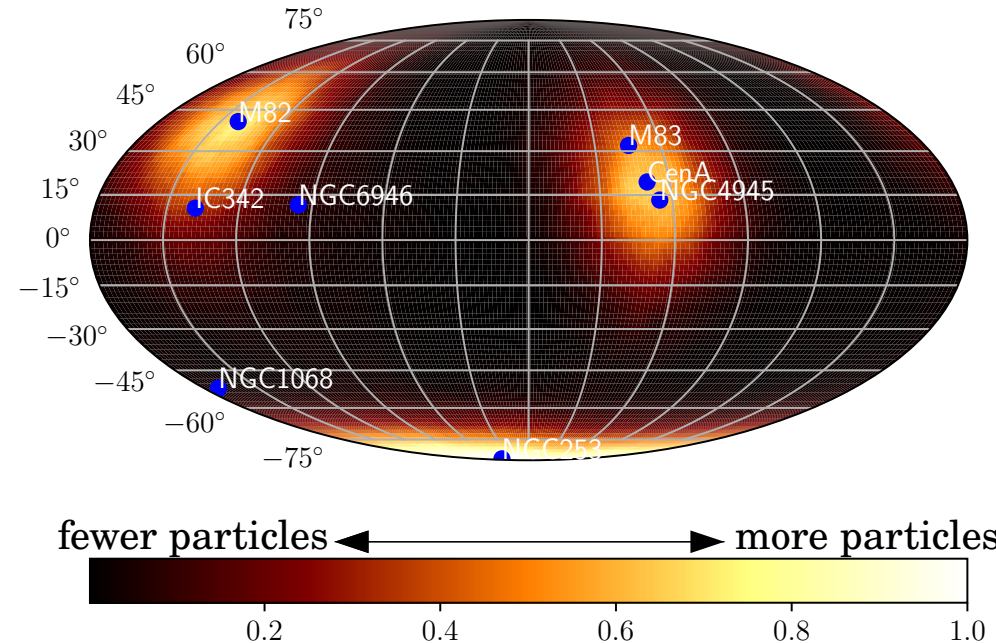 75°
60°
45°
M82
30°
M83
CenA
15°
IC342
NGC6946
NGC4945
0°
−15°
−30°
−45°
NGC1068
−60°
−75°
NGC253
fewer particles
more particles
0.2
0.4
0.6
0.8
1.0